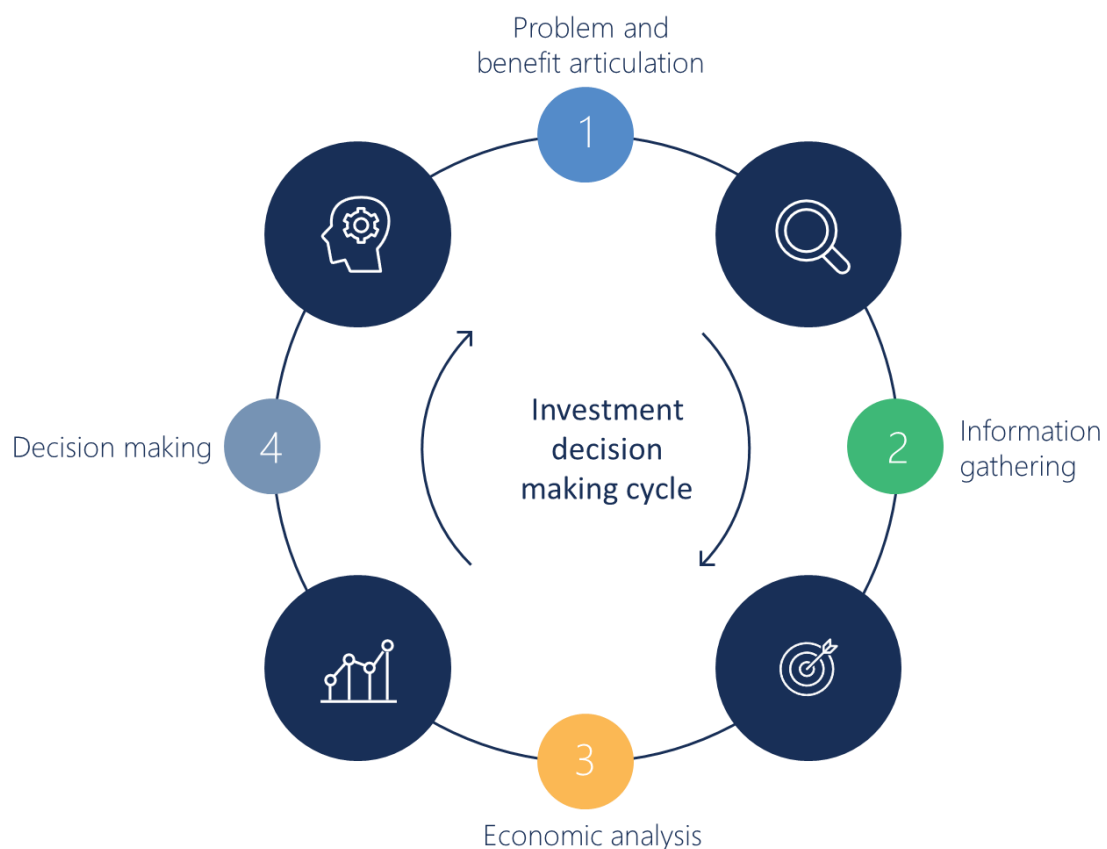 Problem and
benefit articulation
1
Investment
decision
making cycle
Decision making
4
2
Information
gathering
3
Economic analysis